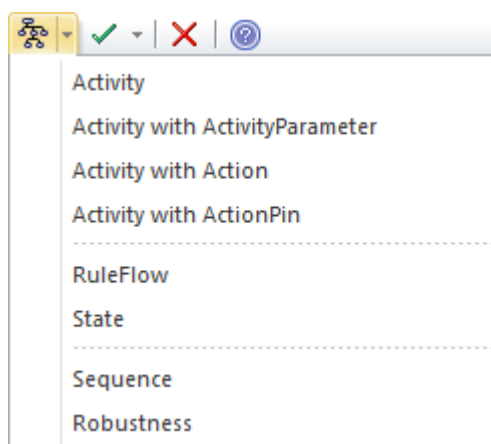 Activity
Activity with ActivityParameter
Activity with Action
Activity with ActionPin
RuleFlow
State
Sequence
Robustness